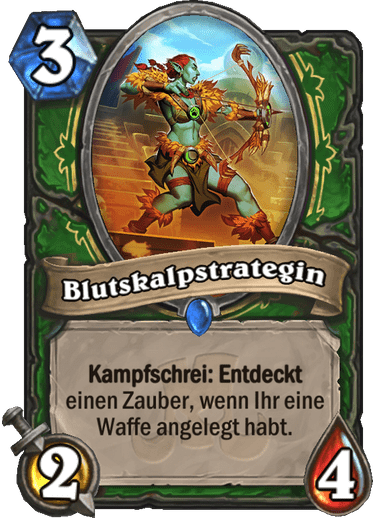 3
Blutskalpstrategin
Kampfschrei: Entdeckt
einen Zauber, wenn Ihr eine
Waffe angelegt habt.
2
4